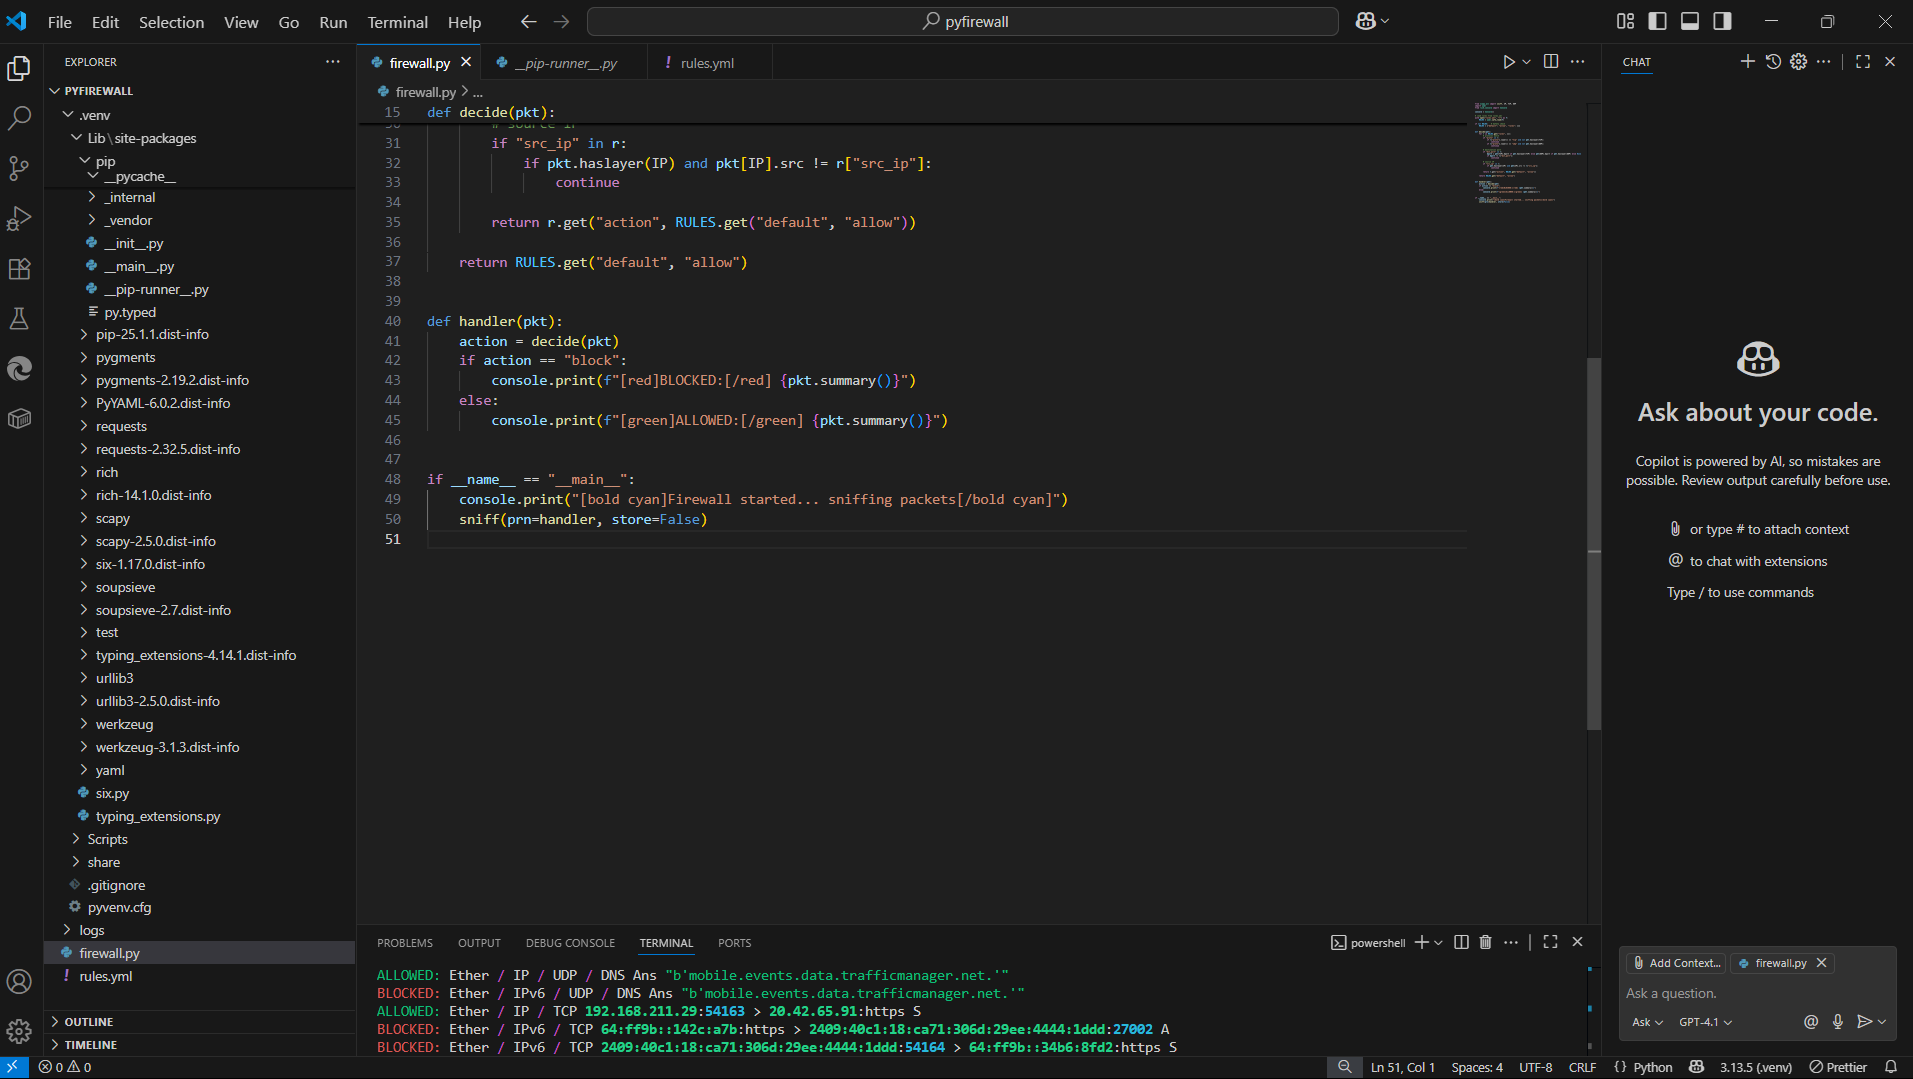 File Edit Selection View Go Run Terminal Help
pyfirewall
EXPLORER
PYFIREWALL
.venv
Lib\site-packages
pip
__pycache__
_internal
_vendor
__init__.py
__main__.py
__pip-runner__.py
py.typed
pip-25.1.1.dist-info
pygments
pygments-2.19.2.dist-info
PyYAML-6.0.2.dist-info
requests
requests-2.32.5.dist-info
rich
rich-14.1.0.dist-info
scapy
scapy-2.5.0.dist-info
six-1.17.0.dist-info
soupsieve
soupsieve-2.7.dist-info
test
typing_extensions-4.14.1.dist-info
urllib3
urllib3-2.5.0.dist-info
werkzeug
werkzeug-3.1.3.dist-info
yaml
six.py
typing_extensions.py
Scripts
share
.gitignore
pyvenv.cfg
logs
firewall.py
! rules.yml
OUTLINE
TIMELINE
firewall.py
__pip-runner__.py
! rules.yml
firewall.py > ...
15 def decide(pkt):
30 # source IP
31 if "src_ip" in r:
32 if pkt.haslayer(IP) and pkt[IP].src != r["src_ip"]:
33 continue
34
35 return r.get("action", RULES.get("default", "allow"))
36
37 return RULES.get("default", "allow")
38
39
40 def handler(pkt):
41 action = decide(pkt)
42 if action == "block":
43 console.print(f"[red]BLOCKED:[/red] {pkt.summary()}")
44 else:
45 console.print(f"[green]ALLOWED:[/green] {pkt.summary()}")
46
47
48 if __name__ == "__main__":
49 console.print("[bold cyan]Firewall started... sniffing packets[/bold cyan]")
50 sniff(prn=handler, store=False)
51
PROBLEMS OUTPUT DEBUG CONSOLE TERMINAL PORTS
powershell
ALLOWED: Ether / IP / UDP / DNS Ans "b'mobile.events.data.trafficmanager.net.'"
BLOCKED: Ether / IPv6 / UDP / DNS Ans "b'mobile.events.data.trafficmanager.net.'"
ALLOWED: Ether / IP / TCP 192.168.211.29:54163 > 20.42.65.91:https S
BLOCKED: Ether / IPv6 / TCP 64:ff9b::142c:a7b:https > 2409:40c1:18:ca71:306d:29ee:4444:1ddd:27002 A
BLOCKED: Ether / IPv6 / TCP 2409:40c1:18:ca71:306d:29ee:4444:1ddd:54164 > 64:ff9b::34b6:8fd2:https S
CHAT
Ask about your code.
Copilot is powered by AI, so mistakes are
possible. Review output carefully before use.
or type # to attach context
@ to chat with extensions
Type / to use commands
Add Context...
firewall.py
Ask a question.
Ask
GPT-4.1
@
0 0
Ln 51, Col 1
Spaces: 4
UTF-8
CRLF
{} Python
3.13.5 (.venv)
Prettier